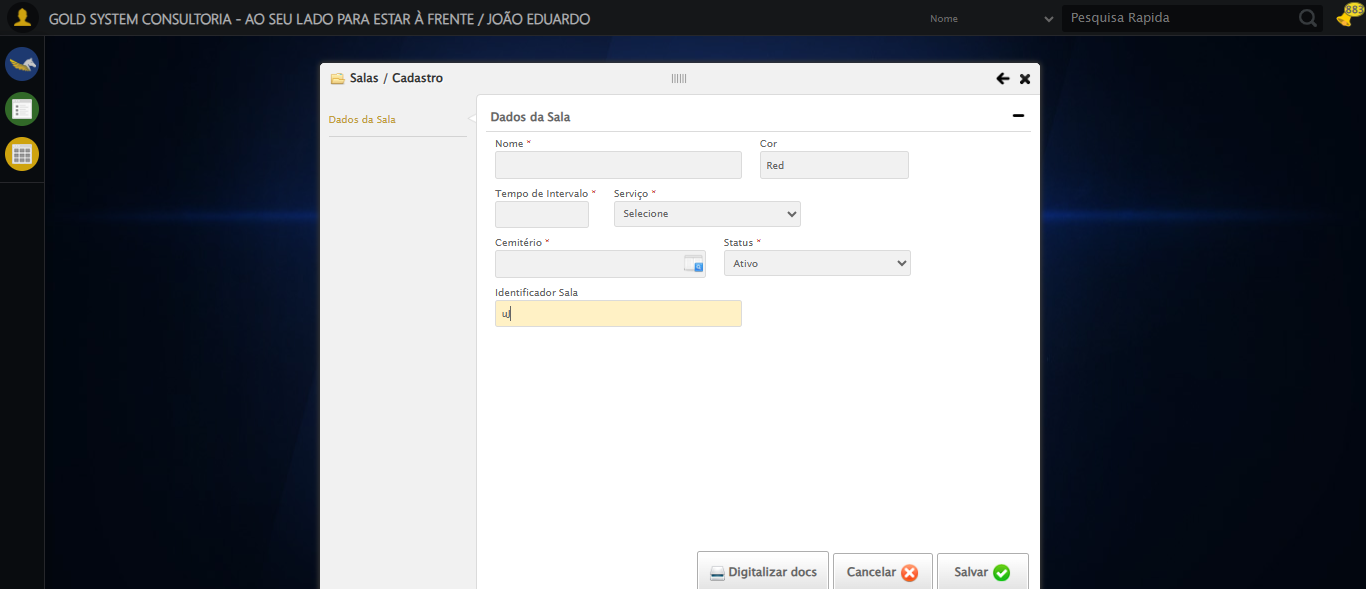 GOLD SYSTEM CONSULTORIA - AO SEU LADO PARA ESTAR À FRENTE / JOÃO EDUARDO
Nome
Pesquisa Rapida
883
Salas / Cadastro
Dados da Sala
Dados da Sala
Nome *
Cor
Red
Tempo de Intervalo *
Serviço *
Selecione
Cemitério *
Status *
Ativo
Identificador Sala
uJ
Digitalizar docs
Cancelar
Salvar